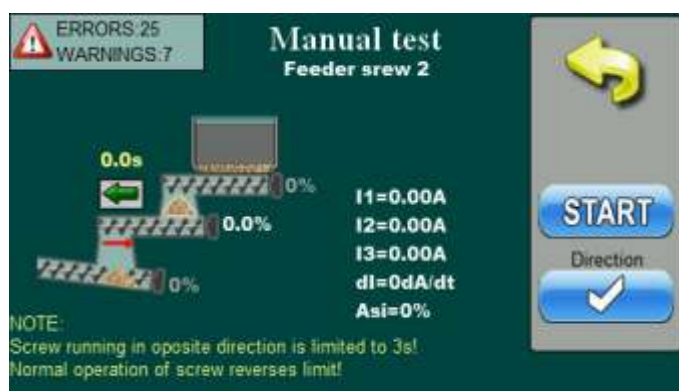 ERRORS:25
WARNINGS:7
Manual test
Feeder srew 2
0.0s
0%
0.0%
0%
I1=0.00A
I2=0.00A
I3=0.00A
dI=0dA/dt
Asi=0%
START
Direction
NOTE:
Screw running in oposite direction is limited to 3s!
Normal operation of screw reverses limit!